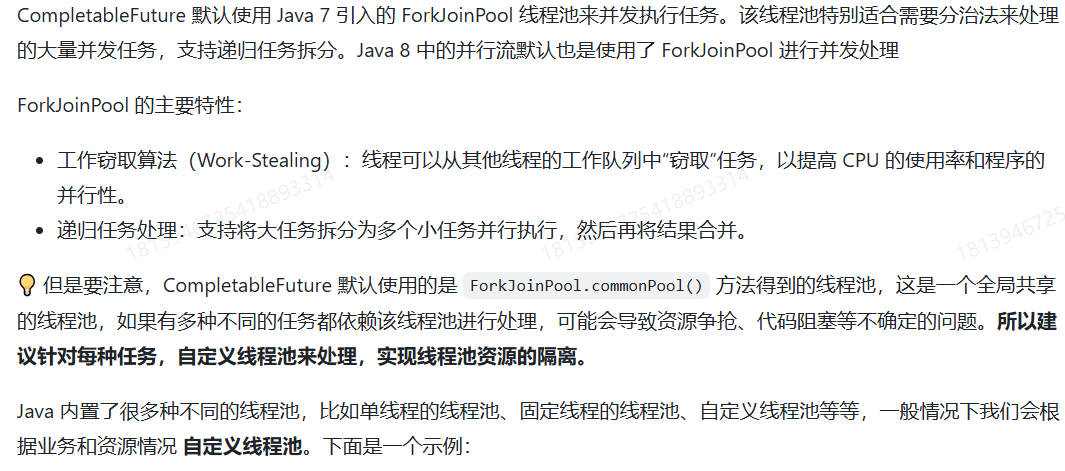 CompletableFuture 默认使用 Java 7 引入的 ForkJoinPool 线程池来并发执行任务。该线程池特别适合需要分治法来处理
的大量并发任务，支持递归任务拆分。Java 8 中的并行流默认也是使用了 ForkJoinPool 进行并发处理
ForkJoinPool 的主要特性：
• 工作窃取算法（Work-Stealing）：线程可以从其他线程的工作队列中“窃取”任务，以提高 CPU 的使用率和程序的
并行性。
• 递归任务处理：支持将大任务拆分为多个小任务并行执行，然后再将结果合并。
1813946725418893314
1813946725418893314
1813946725
💡 但是要注意，CompletableFuture 默认使用的是 ForkJoinPool.commonPool() 方法得到的线程池，这是一个全局共享
的线程池，如果有多种不同的任务都依赖该线程池进行处理，可能会导致资源争抢、代码阻塞等不确定的问题。所以建
议针对每种任务，自定义线程池来处理，实现线程池资源的隔离。
Java 内置了很多种不同的线程池，比如单线程的线程池、固定线程的线程池、自定义线程池等等，一般情况下我们会根
据业务和资源情况 自定义线程池。下面是一个示例：